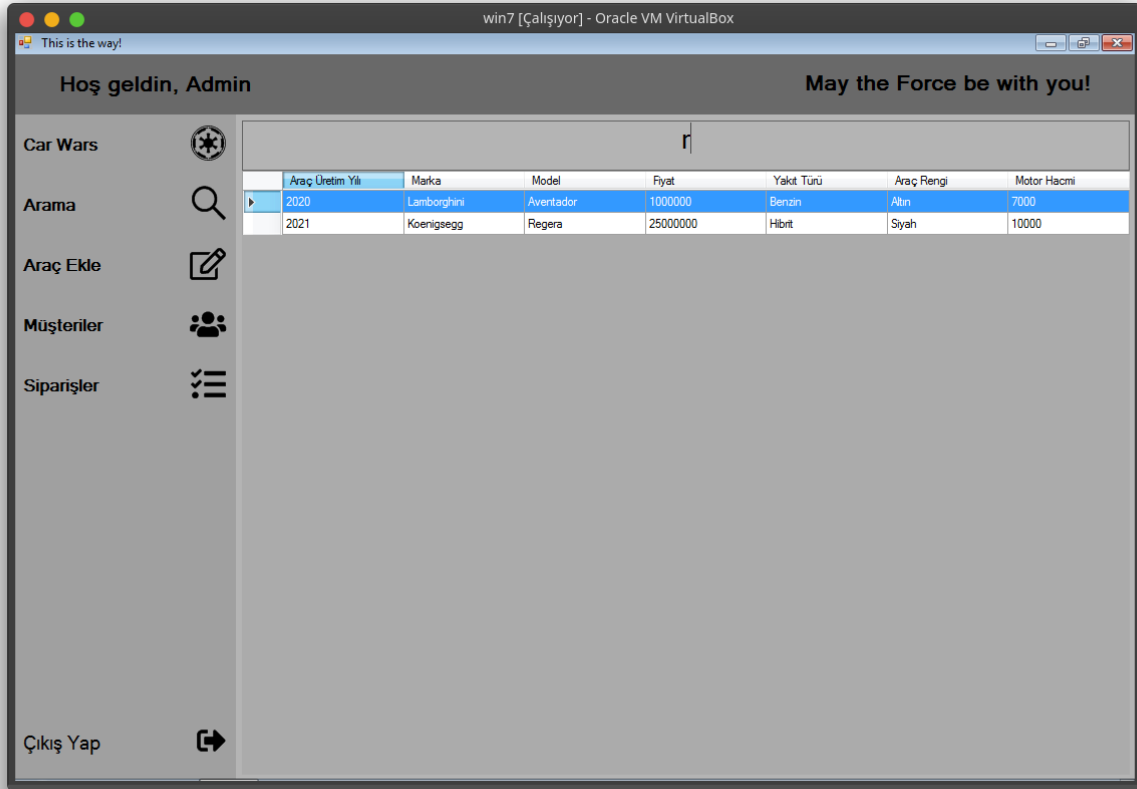 win7 [Çalışıyor] - Oracle VM VirtualBox
This is the way!
Hoş geldin, Admin
May the Force be with you!
Car Wars
Arama
Araç Ekle
Müşteriler
Siparişler
Çıkış Yap
r
Araç Üretim Yılı Marka Model Fiyat Yakıt Türü Araç Rengi Motor Hacmi
2020 Lamborghini Aventador 1000000 Benzin Altın 7000
2021 Koenigsegg Regera 25000000 Hibrit Siyah 10000